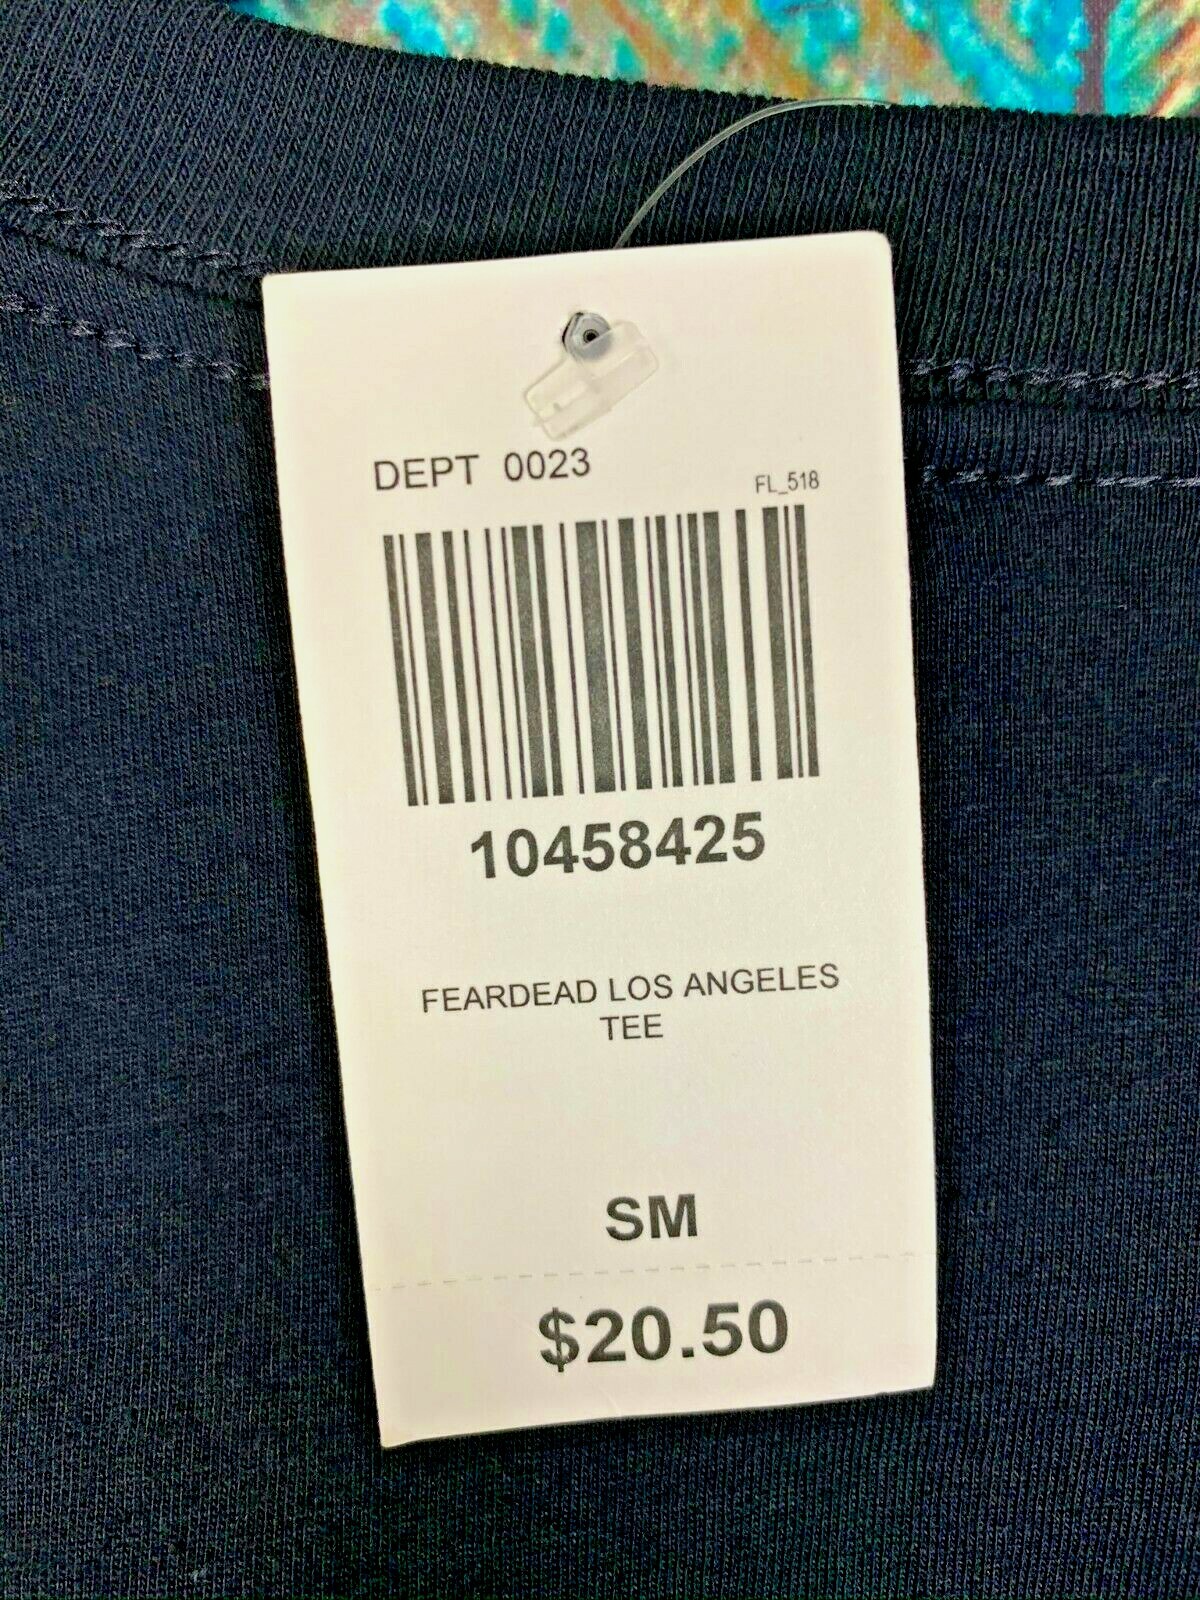 DEPT 0023
FL_518
10458425
FEARDEAD LOS ANGELES
TEE
SM
$20.50